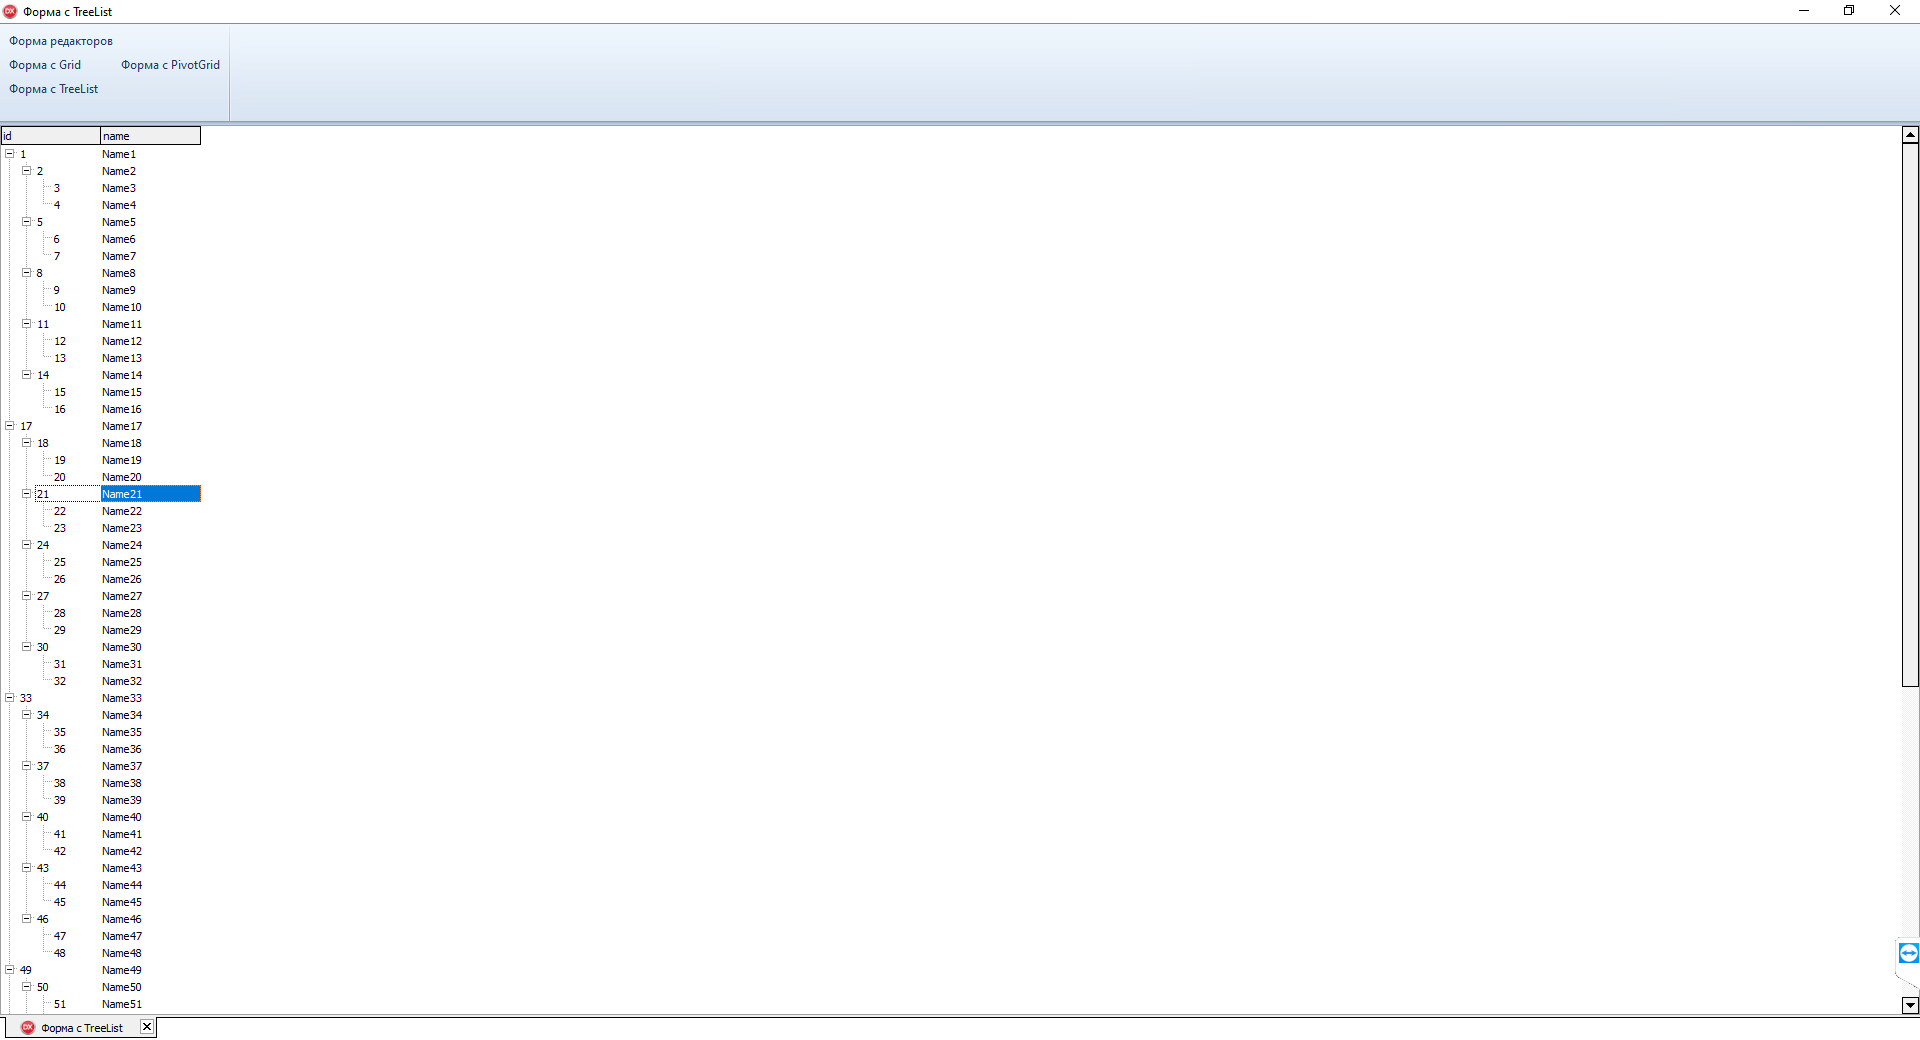 DX Форма с TreeList
Форма редакторов
Форма с Grid Форма с PivotGrid
Форма с TreeList
id name
1 Name1
2 Name2
3 Name3
4 Name4
5 Name5
6 Name6
7 Name7
8 Name8
9 Name9
10 Name10
11 Name11
12 Name12
13 Name13
14 Name14
15 Name15
16 Name16
17 Name17
18 Name18
19 Name19
20 Name20
21 Name21
22 Name22
23 Name23
24 Name24
25 Name25
26 Name26
27 Name27
28 Name28
29 Name29
30 Name30
31 Name31
32 Name32
33 Name33
34 Name34
35 Name35
36 Name36
37 Name37
38 Name38
39 Name39
40 Name40
41 Name41
42 Name42
43 Name43
44 Name44
45 Name45
46 Name46
47 Name47
48 Name48
49 Name49
50 Name50
51 Name51
DX Форма с TreeList